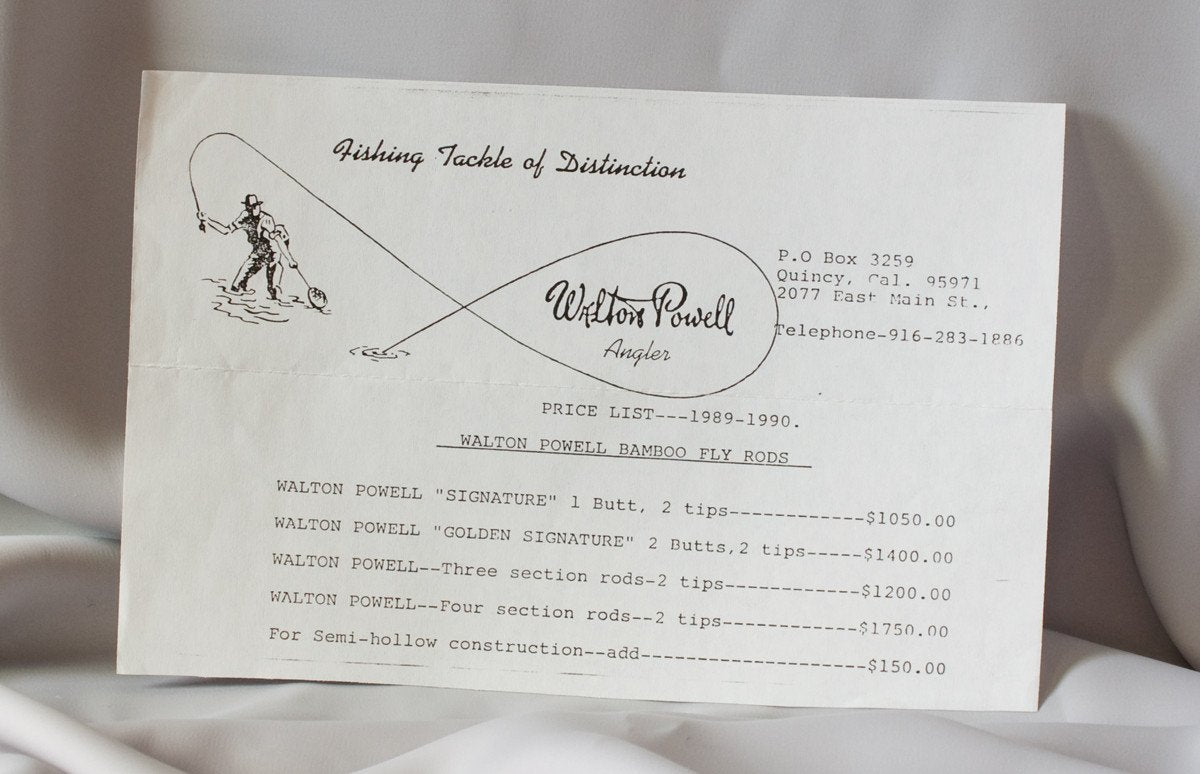 Fishing Tackle of Distinction
Walton Powell
Angler
P.O Box 3259
Quincy, Cal. 95971
2077 East Main St.,
Telephone-916-283-1886
PRICE LIST---1989-1990.
WALTON POWELL BAMBOO FLY RODS
WALTON POWELL "SIGNATURE" 1 Butt, 2 tips------------$1050.00
WALTON POWELL "GOLDEN SIGNATURE" 2 Butts,2 tips-----$1400.00
WALTON POWELL--Three section rods-2 tips------------$1200.00
WALTON POWELL--Four section rods--2 tips------------$1750.00
For Semi-hollow construction--add--------------------$150.00